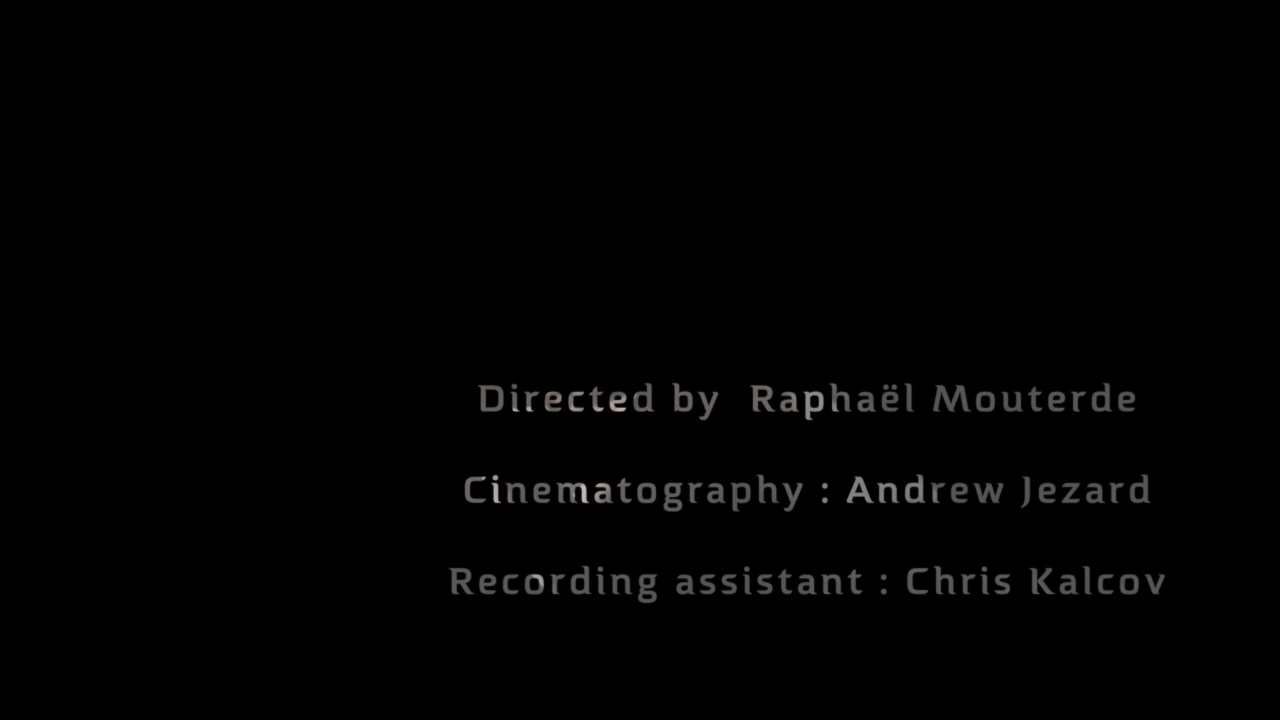 Directed by  Raphaël Mouterde
Cinematography : Andrew Jezard
Recording assistant : Chris Kalcov